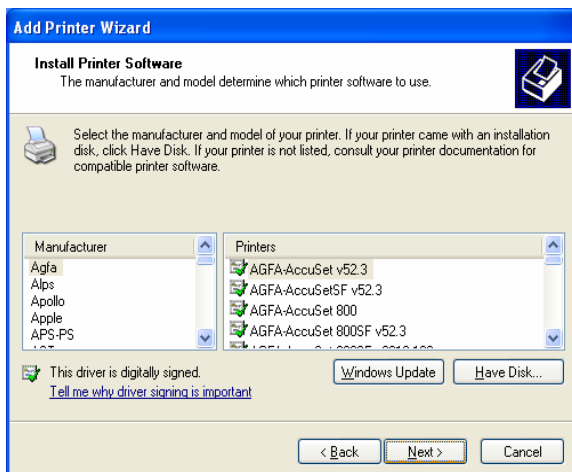 Add Printer Wizard
Install Printer Software
The manufacturer and model determine which printer software to use.
Select the manufacturer and model of your printer. If your printer came with an installation
disk, click Have Disk. If your printer is not listed, consult your printer documentation for
compatible printer software.
Manufacturer
Agfa
Alps
Apollo
Apple
APS-PS
Printers
AGFA-AccuSet v52.3
AGFA-AccuSetSF v52.3
AGFA-AccuSet 800
AGFA-AccuSet 800SF v52.3
This driver is digitally signed.
Tell me why driver signing is important
Windows Update
Have Disk...
< Back
Next >
Cancel